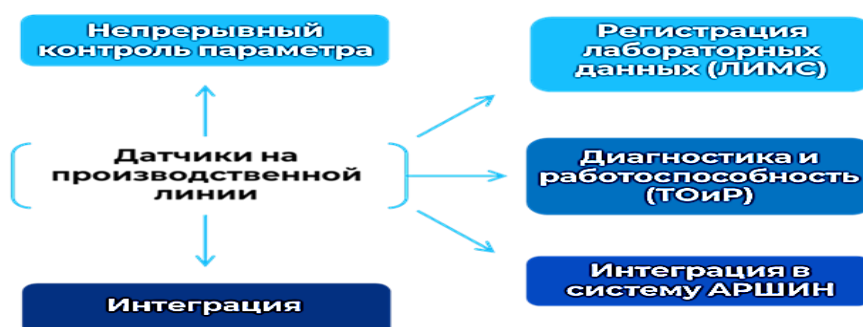 Непрерывный
контроль параметра
Регистрация
лабораторных
данных (ЛИМС)
Датчики на
производственной
линии
Диагностика и
работоспособность
(ТОиР)
Интеграция
Интеграция в
систему АРШИН